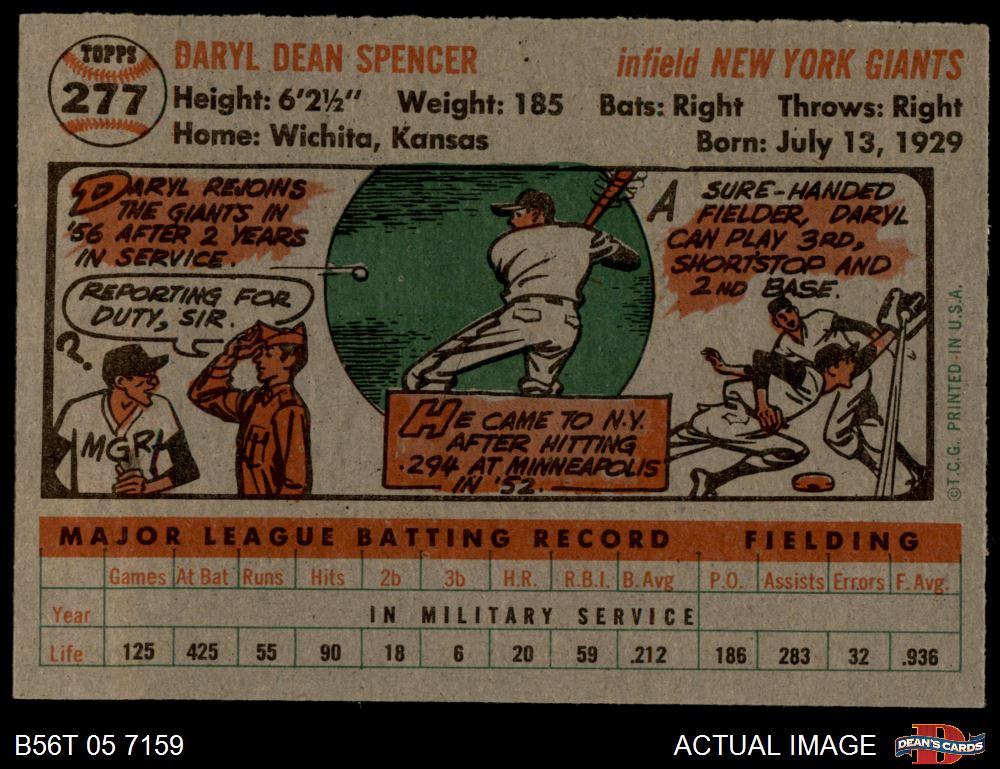 TOPPS
277
DARYL DEAN SPENCER
infield NEW YORK GIANTS
Height: 6'2½" Weight: 185 Bats: Right Throws: Right
Home: Wichita, Kansas Born: July 13, 1929
DARYL REJOINS
THE GIANTS IN
'56 AFTER 2 YEARS
IN SERVICE.
REPORTING FOR
DUTY, SIR.
?
MGR.
HE CAME TO N.Y.
AFTER HITTING
.294 AT MINNEAPOLIS
IN '52.
A SURE-HANDED
FIELDER, DARYL
CAN PLAY 3RD,
SHORTSTOP AND
2ND BASE.
©T.C.G. PRINTED IN U.S.A.
MAJOR LEAGUE BATTING RECORD FIELDING
Games At Bat Runs Hits 2b 3b H.R. R.B.I. B.Avg P.O. Assists Errors F.Avg.
Year IN MILITARY SERVICE
Life 125 425 55 90 18 6 20 59 .212 186 283 32 .936
B56T 05 7159
ACTUAL IMAGE
D
DEAN'S CARDS